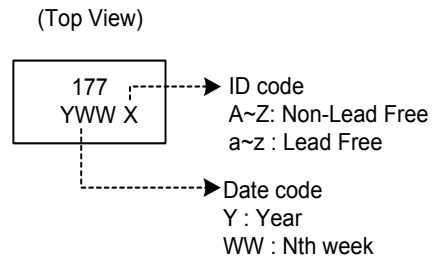 (Top View)
177
YWW X
ID code
A~Z: Non-Lead Free
a~z : Lead Free
Date code
Y : Year
WW : Nth week